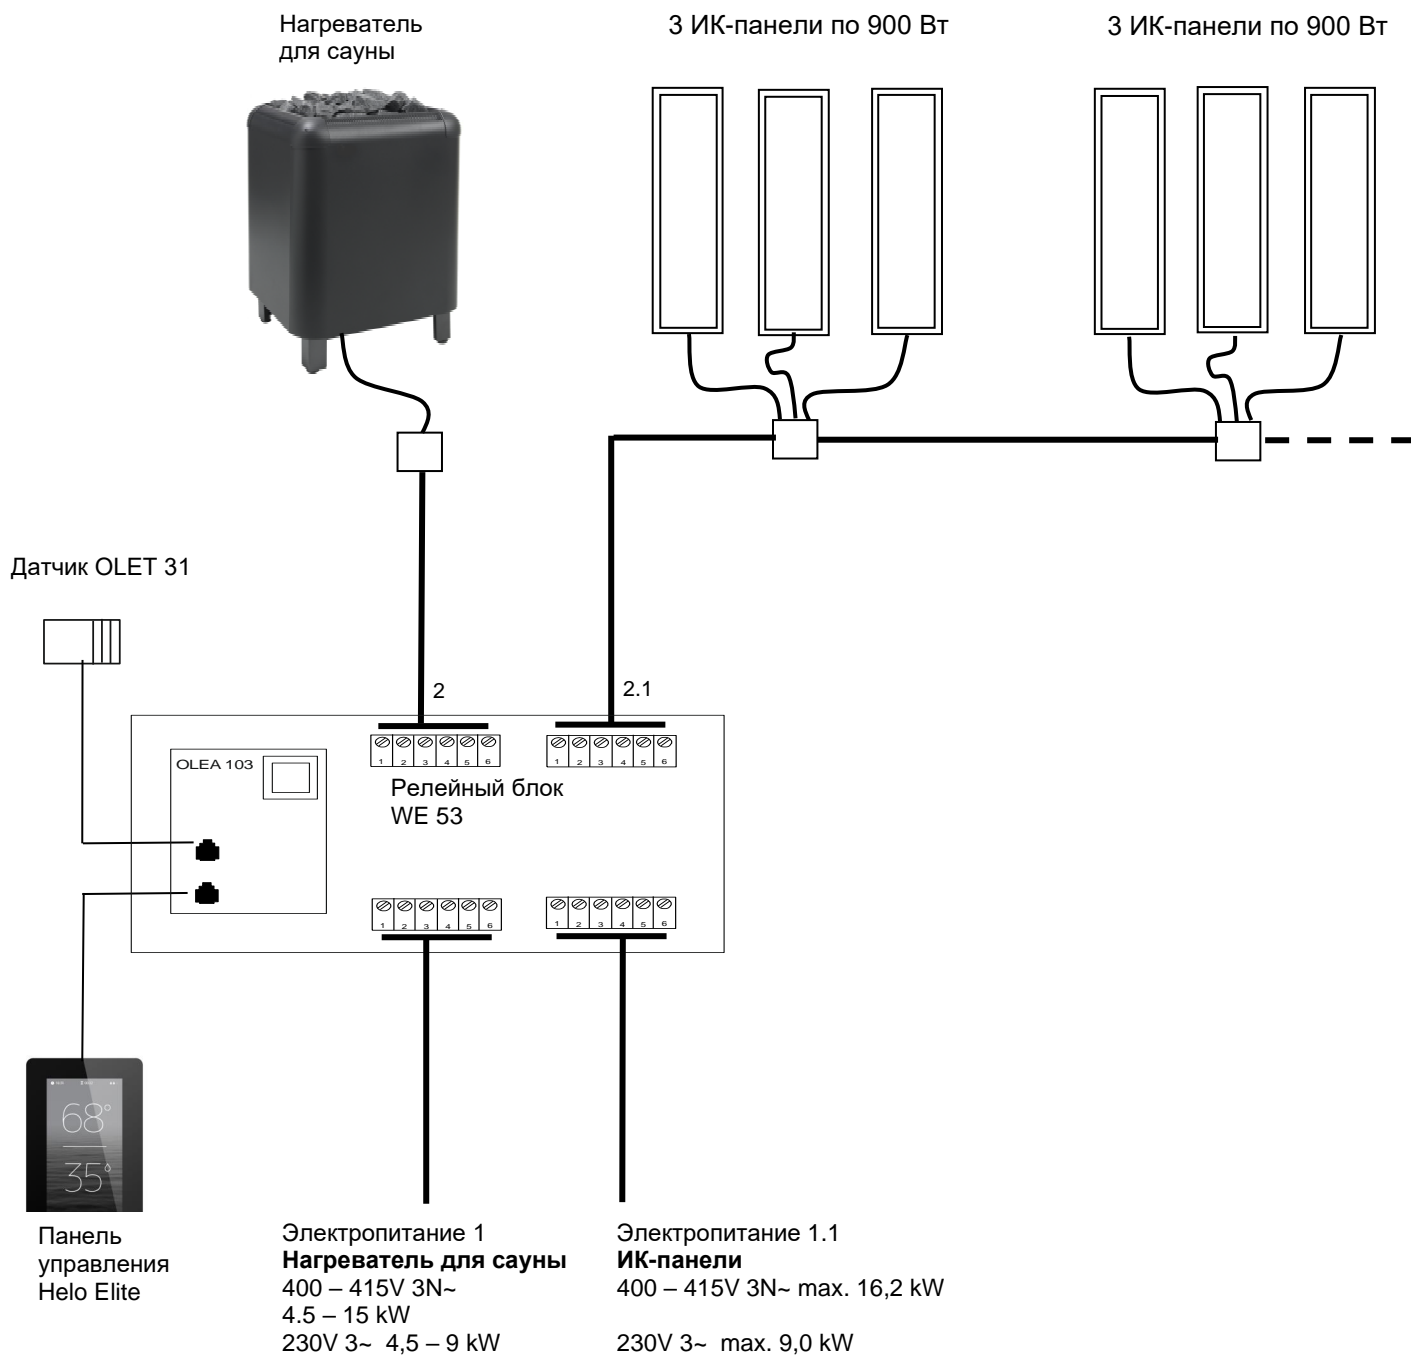 Нагреватель
для сауны
3 ИК-панели по 900 Вт
3 ИК-панели по 900 Вт
Датчик OLET 31
2
2.1
OLEA 103
1 2 3 4 5 6
1 2 3 4 5 6
Релейный блок
WE 53
1 2 3 4 5 6
1 2 3 4 5 6
68°
35
Панель
управления
Helo Elite
Электропитание 1
Нагреватель для сауны
400 – 415V 3N~
4.5 – 15 kW
230V 3~ 4,5 – 9 kW
Электропитание 1.1
ИК-панели
400 – 415V 3N~ max. 16,2 kW
230V 3~ max. 9,0 kW